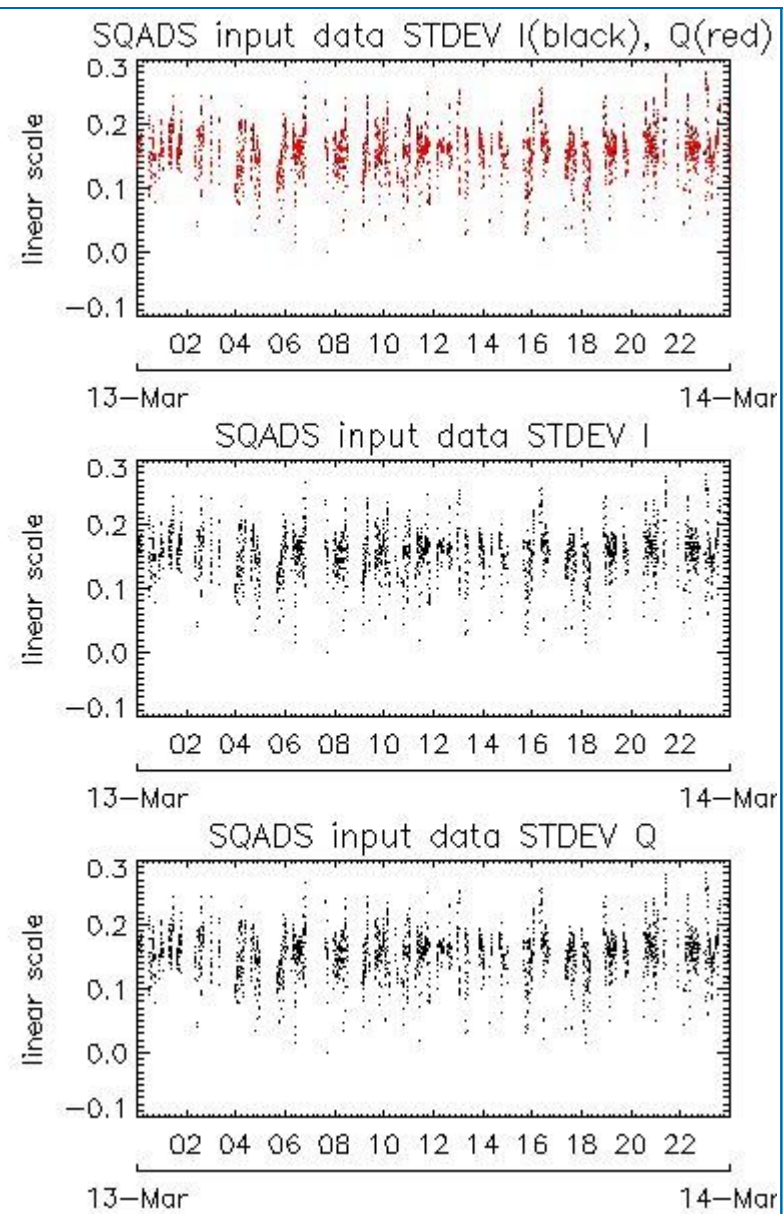 SQADS input data STDEV I(black), Q(red)
0.3
0.2
0.1
0.0
−0.1
linear scale
02 04 06 08 10 12 14 16 18 20 22
13−Mar 14−Mar
SQADS input data STDEV I
0.3
0.2
0.1
0.0
−0.1
linear scale
02 04 06 08 10 12 14 16 18 20 22
13−Mar 14−Mar
SQADS input data STDEV Q
0.3
0.2
0.1
0.0
−0.1
linear scale
02 04 06 08 10 12 14 16 18 20 22
13−Mar 14−Mar